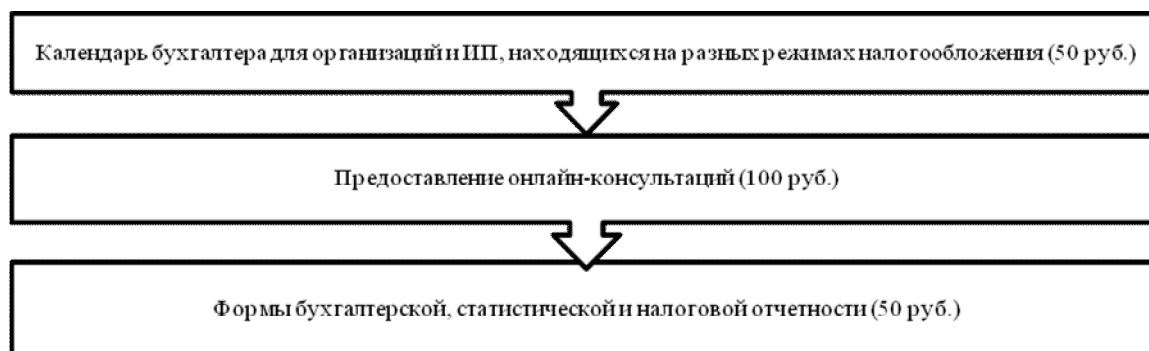 Календарь бухгалтера для организаций и ИП, находящихся на разных режимах налогообложения (50 руб.)
Предоставление онлайн-консультаций (100 руб.)
Формы бухгалтерской, статистической и налоговой отчетности (50 руб.)